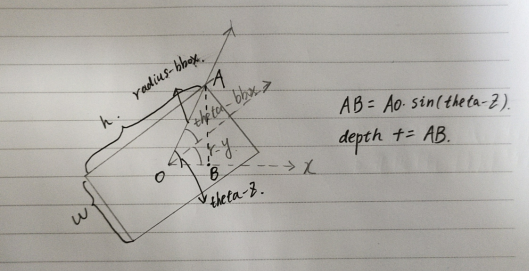 radius-bbox.
A
h.
theta-bbox.
AB = AO. sin(theta-z).
depth += AB.
r-y
O
B
x
w
theta-z.